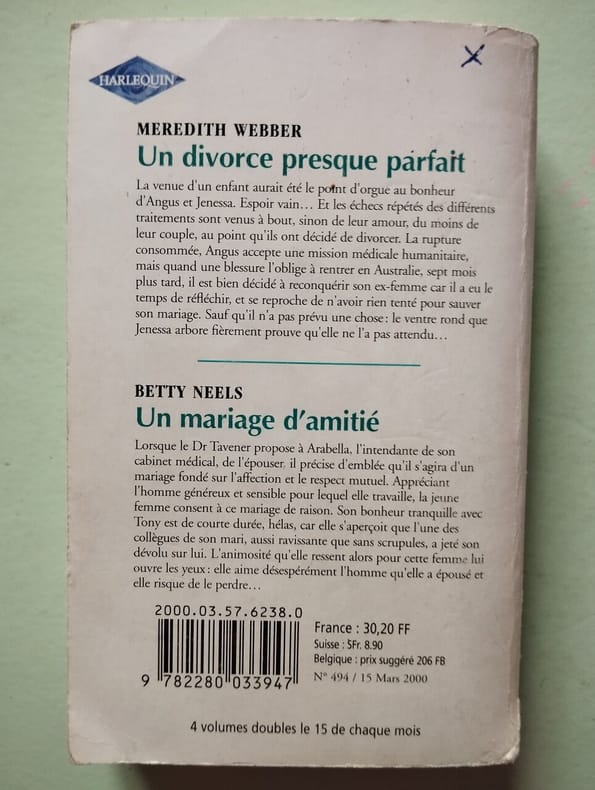 HARLEQUIN
MEREDITH WEBBER
Un divorce presque parfait
La venue d'un enfant aurait été le point d'orgue au bonheur
d'Angus et Jenessa. Espoir vain... Et les échecs répétés des différents
traitements sont venus à bout, sinon de leur amour, du moins de
leur couple, au point qu'ils ont décidé de divorcer. La rupture
consommée, Angus accepte une mission médicale humanitaire,
mais quand une blessure l'oblige à rentrer en Australie, sept mois
plus tard, il est bien décidé à reconquérir son ex-femme car il a eu le
temps de réfléchir, et se reproche de n'avoir rien tenté pour sauver
son mariage. Sauf qu'il n'a pas prévu une chose : le ventre rond que
Jenessa arbore fièrement prouve qu'elle ne l'a pas attendu...
BETTY NEELS
Un mariage d'amitié
Lorsque le Dr Tavener propose à Arabella, l'intendante de son
cabinet médical, de l'épouser, il précise d'emblée qu'il s'agira d'un
mariage fondé sur l'affection et le respect mutuel. Appréciant
l'homme généreux et sensible pour lequel elle travaille, la jeune
femme consent à ce mariage de raison. Son bonheur tranquille avec
Tony est de courte durée, hélas, car elle s'aperçoit que l'une des
collègues de son mari, aussi ravissante que sans scrupules, a jeté son
dévolu sur lui. L'animosité qu'elle ressent alors pour cette femme lui
ouvre les yeux : elle aime désespérément l'homme qu'elle a épousé et
elle risque de le perdre...
2000.03.57.6238.0
9 782280 033947
France : 30,20 FF
Suisse : SFr. 8.90
Belgique : prix suggéré 206 FB
N° 494 / 15 Mars 2000
4 volumes doubles le 15 de chaque mois